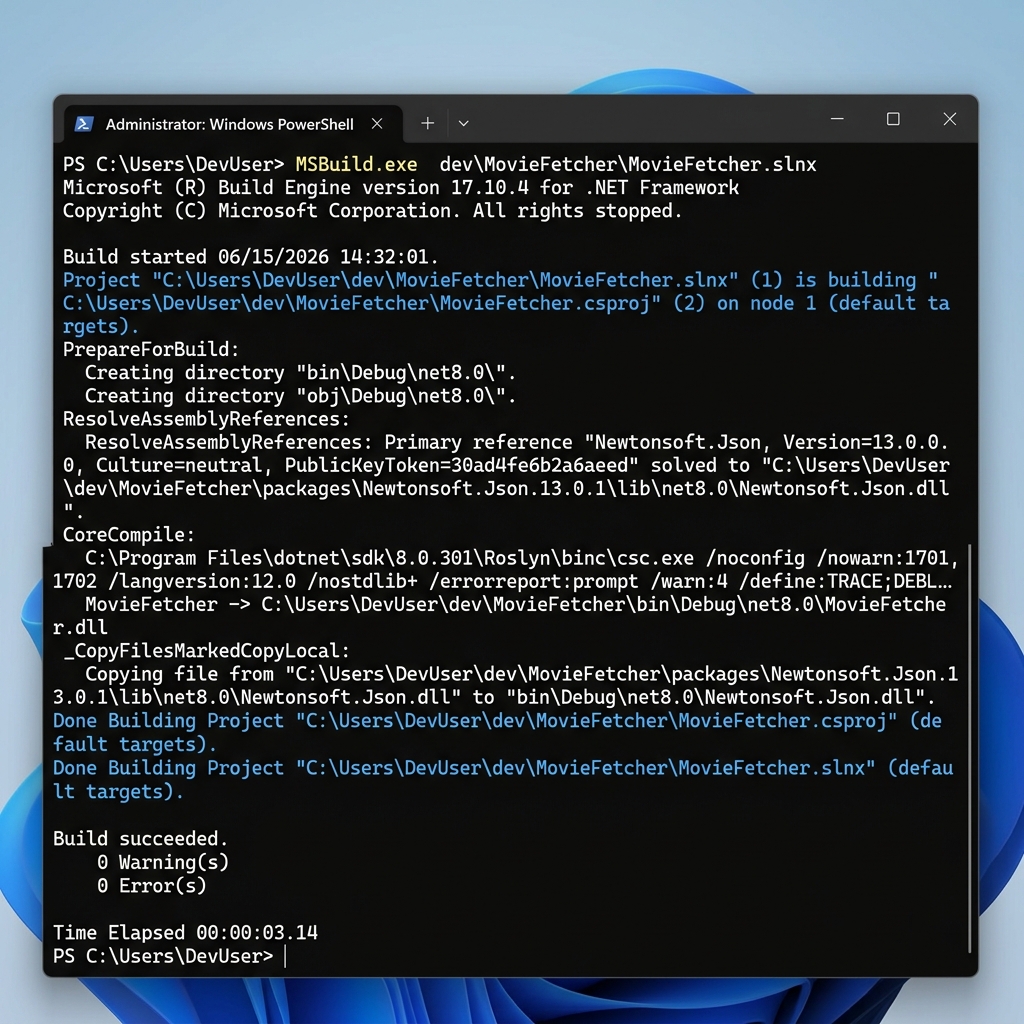 Administrator: Windows PowerShell
PS C:\Users\DevUser> MSBuild.exe  dev\MovieFetcher\MovieFetcher.slnx
Microsoft (R) Build Engine version 17.10.4 for .NET Framework
Copyright (C) Microsoft Corporation. All rights stopped.
Build started 06/15/2026 14:32:01.
Project "C:\Users\DevUser\dev\MovieFetcher\MovieFetcher.slnx" (1) is building "
C:\Users\DevUser\dev\MovieFetcher\MovieFetcher.csproj" (2) on node 1 (default ta
rgets).
PrepareForBuild:
  Creating directory "bin\Debug\net8.0\".
  Creating directory "obj\Debug\net8.0\".
ResolveAssemblyReferences:
  ResolveAssemblyReferences: Primary reference "Newtonsoft.Json, Version=13.0.0.
0, Culture=neutral, PublicKeyToken=30ad4fe6b2a6aeed" solved to "C:\Users\DevUser
\dev\MovieFetcher\packages\Newtonsoft.Json.13.0.1\lib\net8.0\Newtonsoft.Json.dll
".
CoreCompile:
  C:\Program Files\dotnet\sdk\8.0.301\Roslyn\binc\csc.exe /noconfig /nowarn:1701,
1702 /langversion:12.0 /nostdlib+ /errorreport:prompt /warn:4 /define:TRACE;DEBL…
  MovieFetcher –> C:\Users\DevUser\dev\MovieFetcher\bin\Debug\net8.0\MovieFetche
r.dll
_CopyFilesMarkedCopyLocal:
  Copying file from "C:\Users\DevUser\dev\MovieFetcher\packages\Newtonsoft.Json.1
3.0.1\lib\net8.0\Newtonsoft.Json.dll" to "bin\Debug\net8.0\Newtonsoft.Json.dll".
Done Building Project "C:\Users\DevUser\dev\MovieFetcher\MovieFetcher.csproj" (de
fault targets).
Done Building Project "C:\Users\DevUser\dev\MovieFetcher\MovieFetcher.slnx" (defau
lt targets).
Build succeeded.
    0 Warning(s)
    0 Error(s)
Time Elapsed 00:00:03.14
PS C:\Users\DevUser>